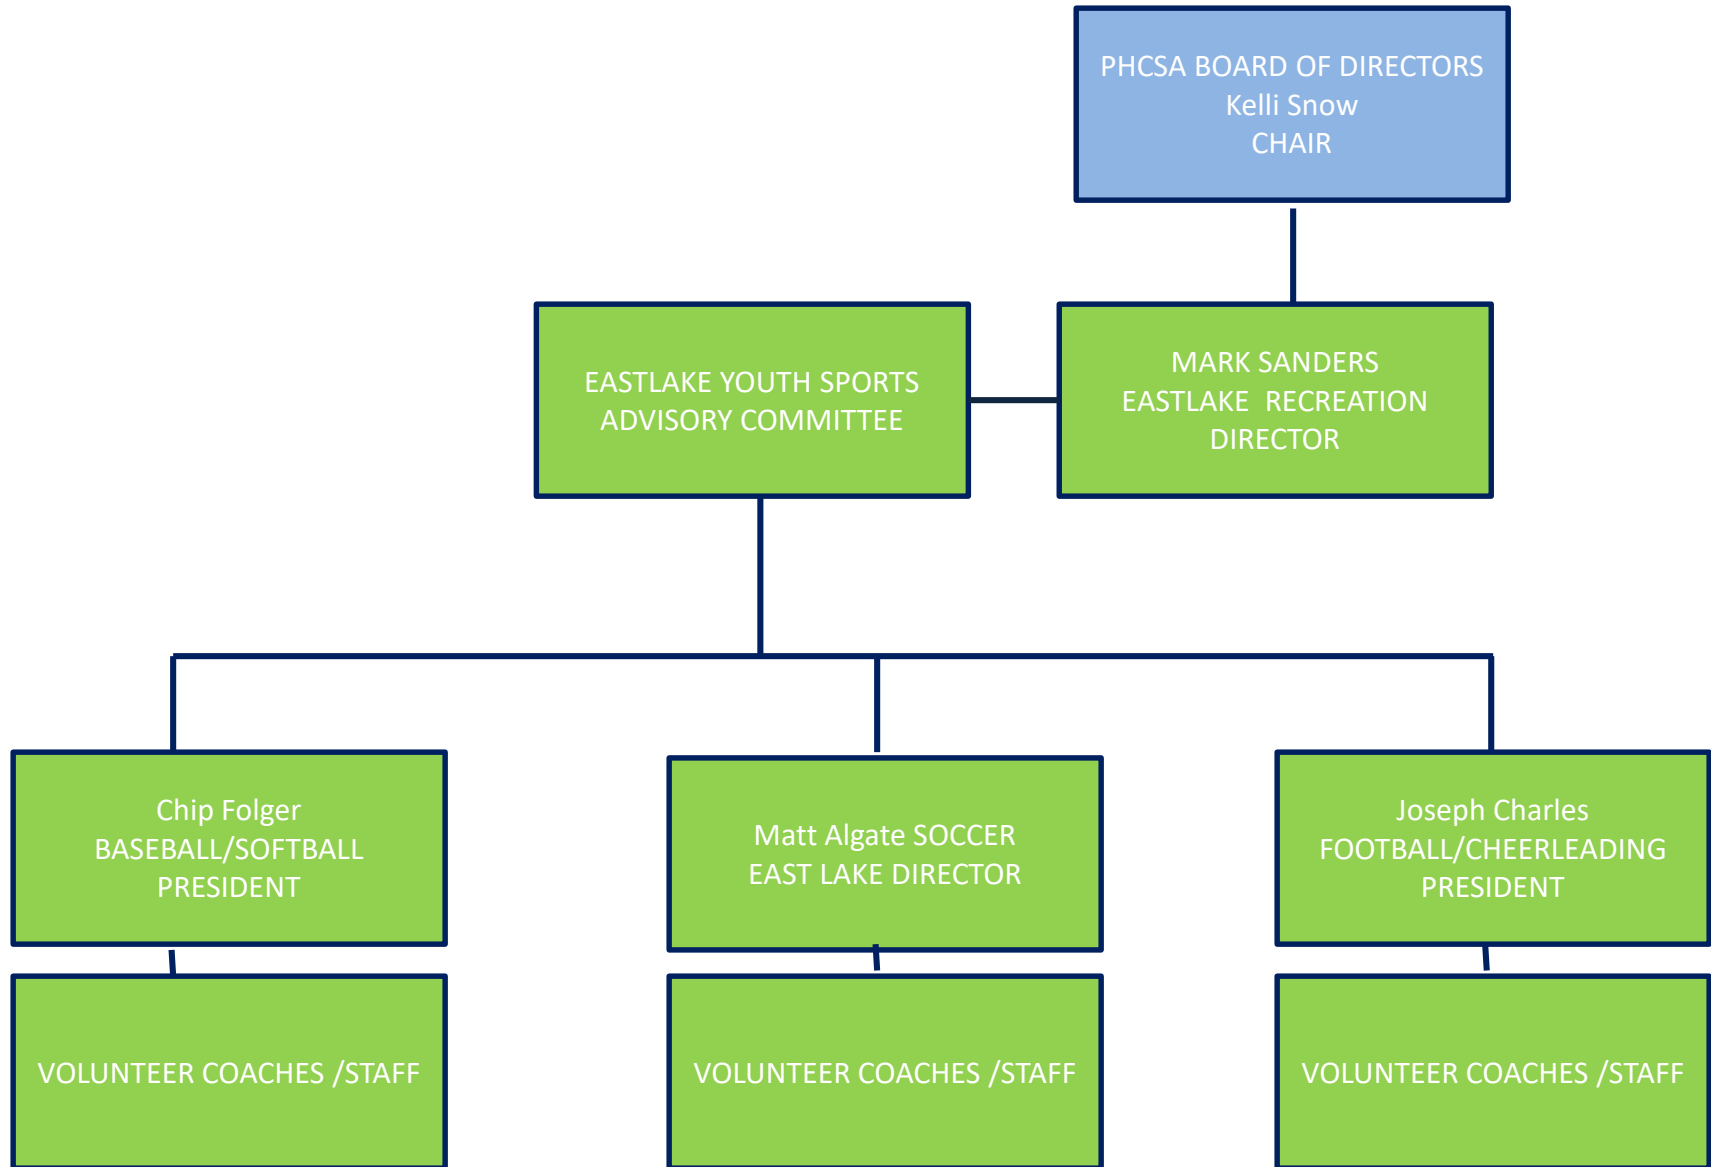 PHCSA BOARD OF DIRECTORS
Kelli Snow
CHAIR
EASTLAKE YOUTH SPORTS
ADVISORY COMMITTEE
MARK SANDERS
EASTLAKE  RECREATION
DIRECTOR
Chip Folger
BASEBALL/SOFTBALL
PRESIDENT
Matt Algate SOCCER
EAST LAKE DIRECTOR
Joseph Charles
FOOTBALL/CHEERLEADING
PRESIDENT
VOLUNTEER COACHES /STAFF
VOLUNTEER COACHES /STAFF
VOLUNTEER COACHES /STAFF